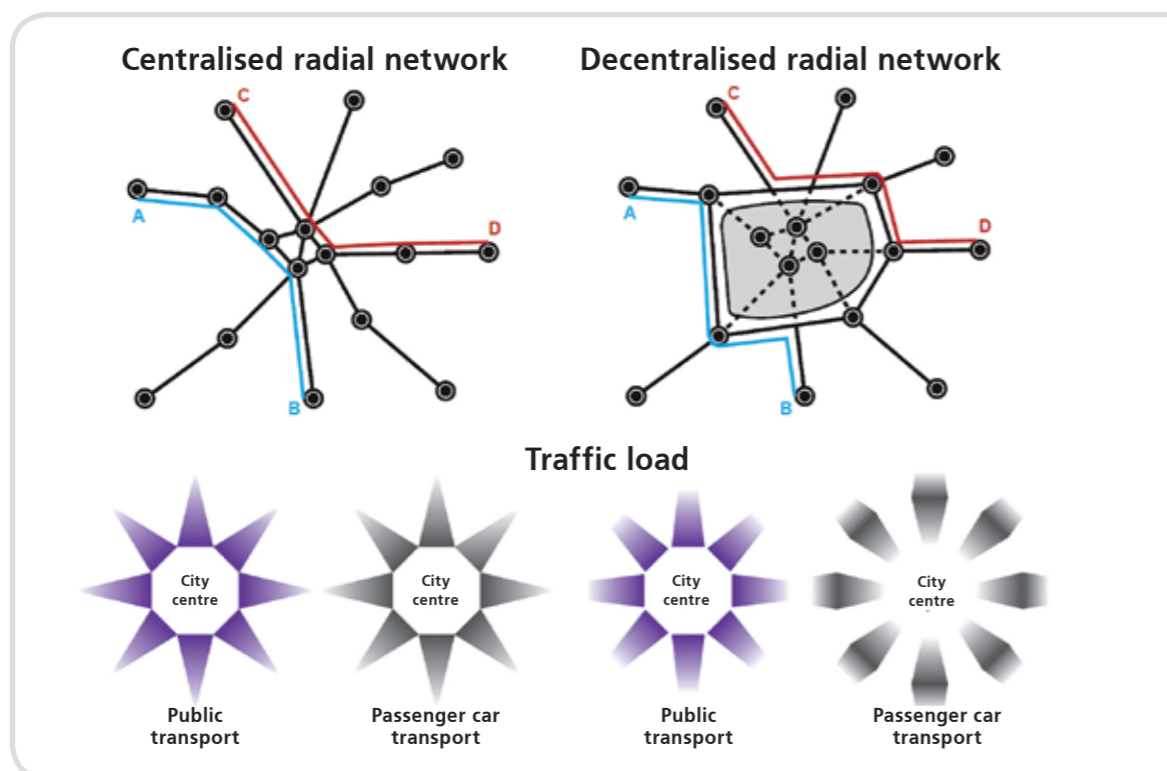 Centralised radial network
Decentralised radial network
C
A
D
B
C
A
D
B
Traffic load
City
centre
City
centre
City
centre
City
centre
Public
transport
Passenger car
transport
Public
transport
Passenger car
transport